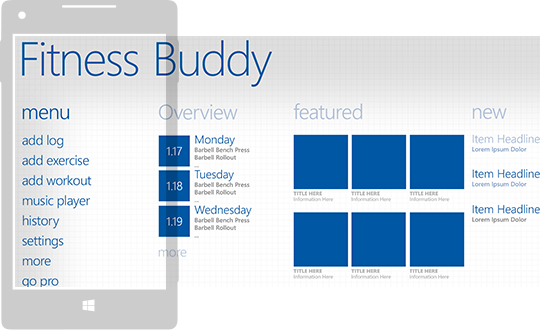 Fitness Buddy
menu
add log
add exercise
add workout
music player
history
settings
more
go pro
Overview
1.17
Monday
Barbell Bench Press
Barbell Rollout
...
1.18
Tuesday
Barbell Bench Press
Barbell Rollout
...
1.19
Wednesday
Barbell Bench Press
Barbell Rollout
...
more
featured
TITLE HERE
Information Here
TITLE HERE
Information Here
TITLE HERE
Information Here
TITLE HERE
Information Here
TITLE HERE
Information Here
TITLE HERE
Information Here
new
Item Headline
Lorem Ipsum Dolor
Item Headline
Lorem Ipsum Dolor
Item Headline
Lorem Ipsum Dolor